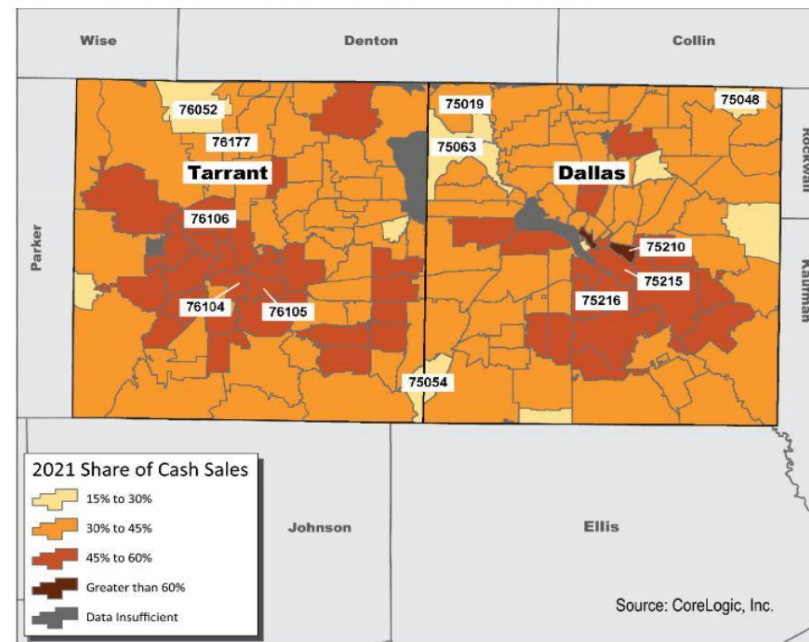 Wise
Denton
Collin
76052
75019
75048
76177
75063
Rockwall
Tarrant
Dallas
76106
Parker
75210
75215
Kaufman
75216
76104
76105
75054
2021 Share of Cash Sales
15% to 30%
30% to 45%
45% to 60%
Greater than 60%
Data Insufficient
Johnson
Ellis
Source: CoreLogic, Inc.